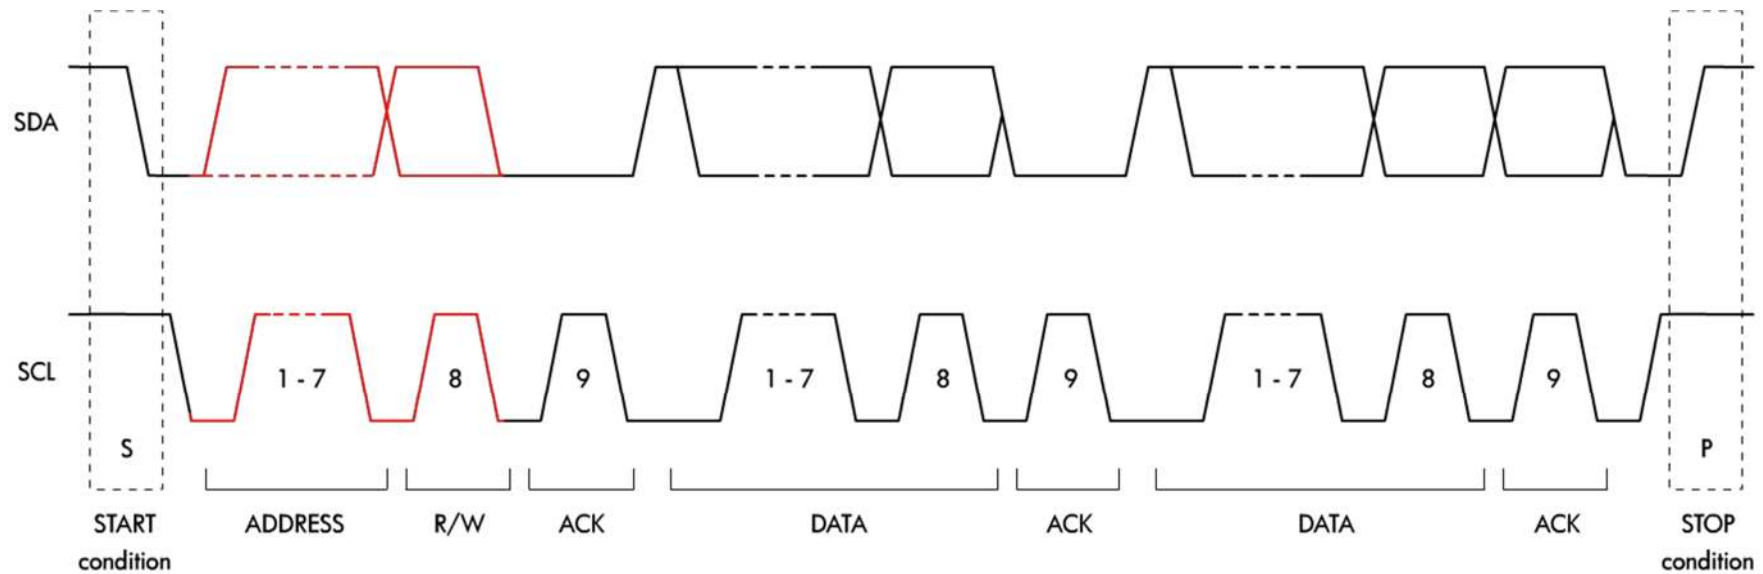 SDA
SCL
1 - 7
8
9
1 - 7
8
9
1 - 7
8
9
S
P
START
condition
ADDRESS
R/W
ACK
DATA
ACK
DATA
ACK
STOP
condition